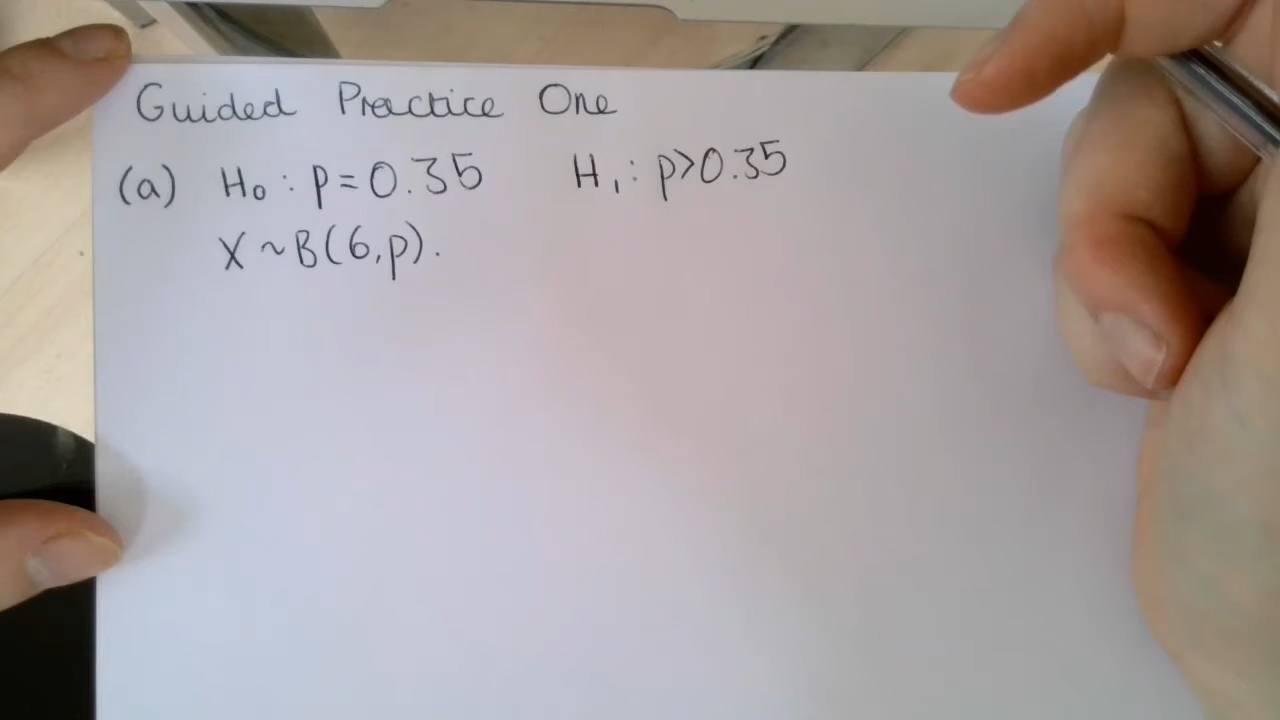 Guided Practice One
(a) H₀ : p = 0.35 H₁ : p > 0.35
X ~ B(6, p).